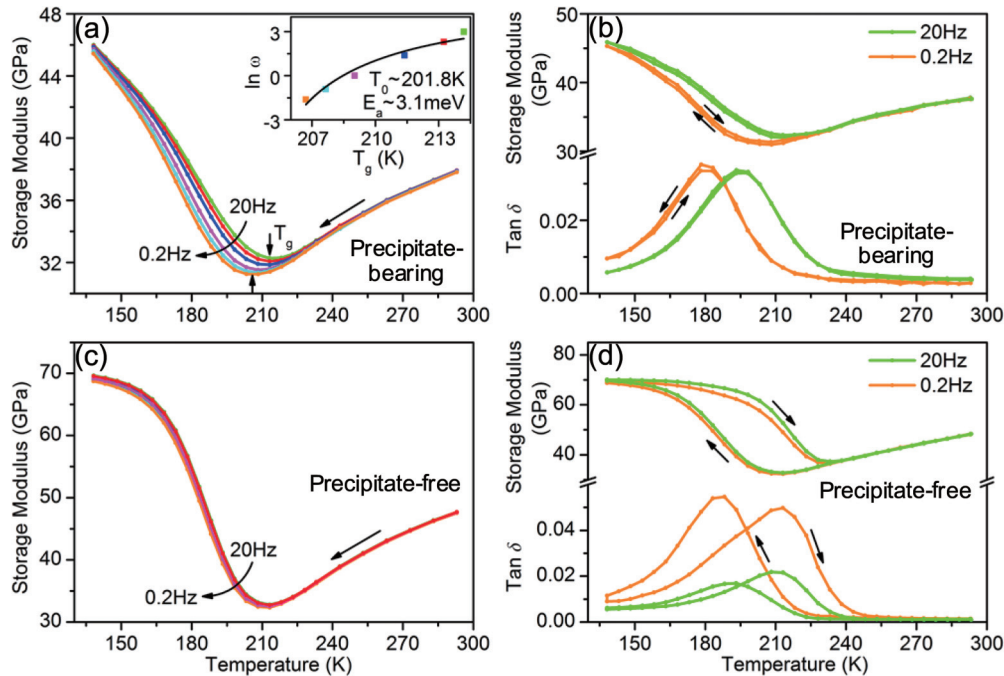 (a)
48
44
40
36
32
Storage Modulus (GPa)
3
0
-3
ln ω
T0~201.8K
Ea~3.1meV
207
210
213
Tg (K)
20Hz
0.2Hz
Tg
Precipitate-
bearing
150
180
210
240
270
300
(b)
60
50
40
30
Storage Modulus
(GPa)
20Hz
0.2Hz
0.02
0.00
Tan δ
Precipitate-
bearing
150
180
210
240
270
300
(c)
70
60
50
40
30
Storage Modulus (GPa)
20Hz
0.2Hz
Precipitate-free
150
180
210
240
270
300
Temperature (K)
(d)
80
60
40
Storage Modulus
(GPa)
20Hz
0.2Hz
Precipitate-free
0.04
0.02
0.00
Tan δ
150
180
210
240
270
300
Temperature (K)